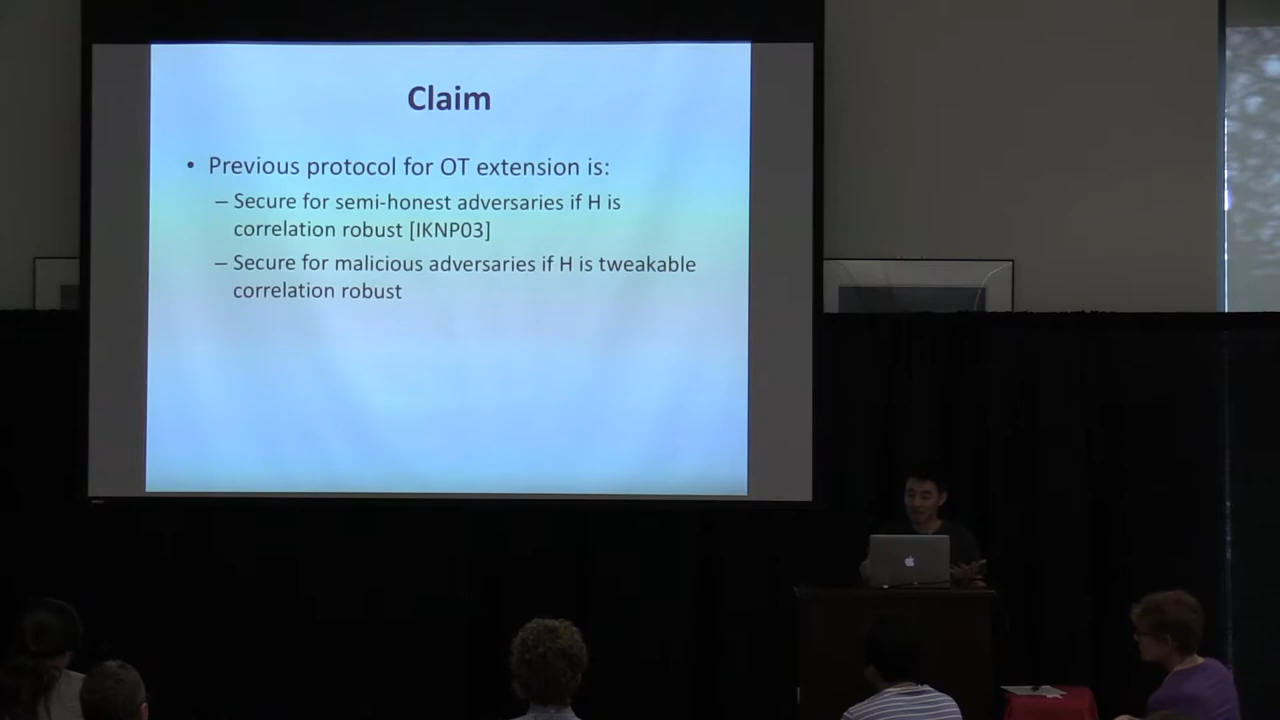 Claim
• Previous protocol for OT extension is:
– Secure for semi-honest adversaries if H is
correlation robust [IKNP03]
– Secure for malicious adversaries if H is tweakable
correlation robust